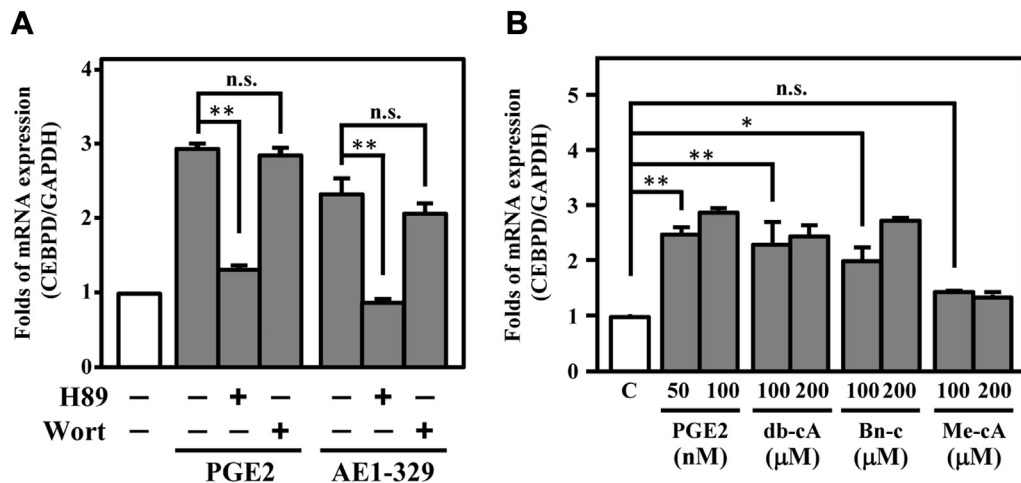 A
Folds of mRNA expression
(CEBPD/GAPDH)
4
3
2
1
0
n.s.
**
n.s.
**
H89 – – + – – + –
Wort – – – + – – +
PGE2 AE1-329
B
Folds of mRNA expression
(CEBPD/GAPDH)
5
4
3
2
1
0
n.s.
*
**
**
C 50 100 100 200 100 200 100 200
PGE2 db-cA Bn-c Me-cA
(nM) (μM) (μM) (μM)